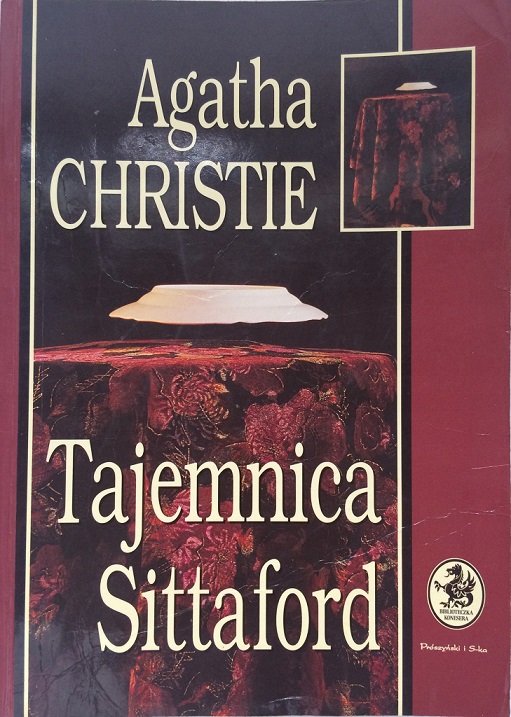 Agatha
CHRISTIE
Tajemnica
Sittaford
BIBLIOTECZKA
KONESERA
Prószyński i S-ka